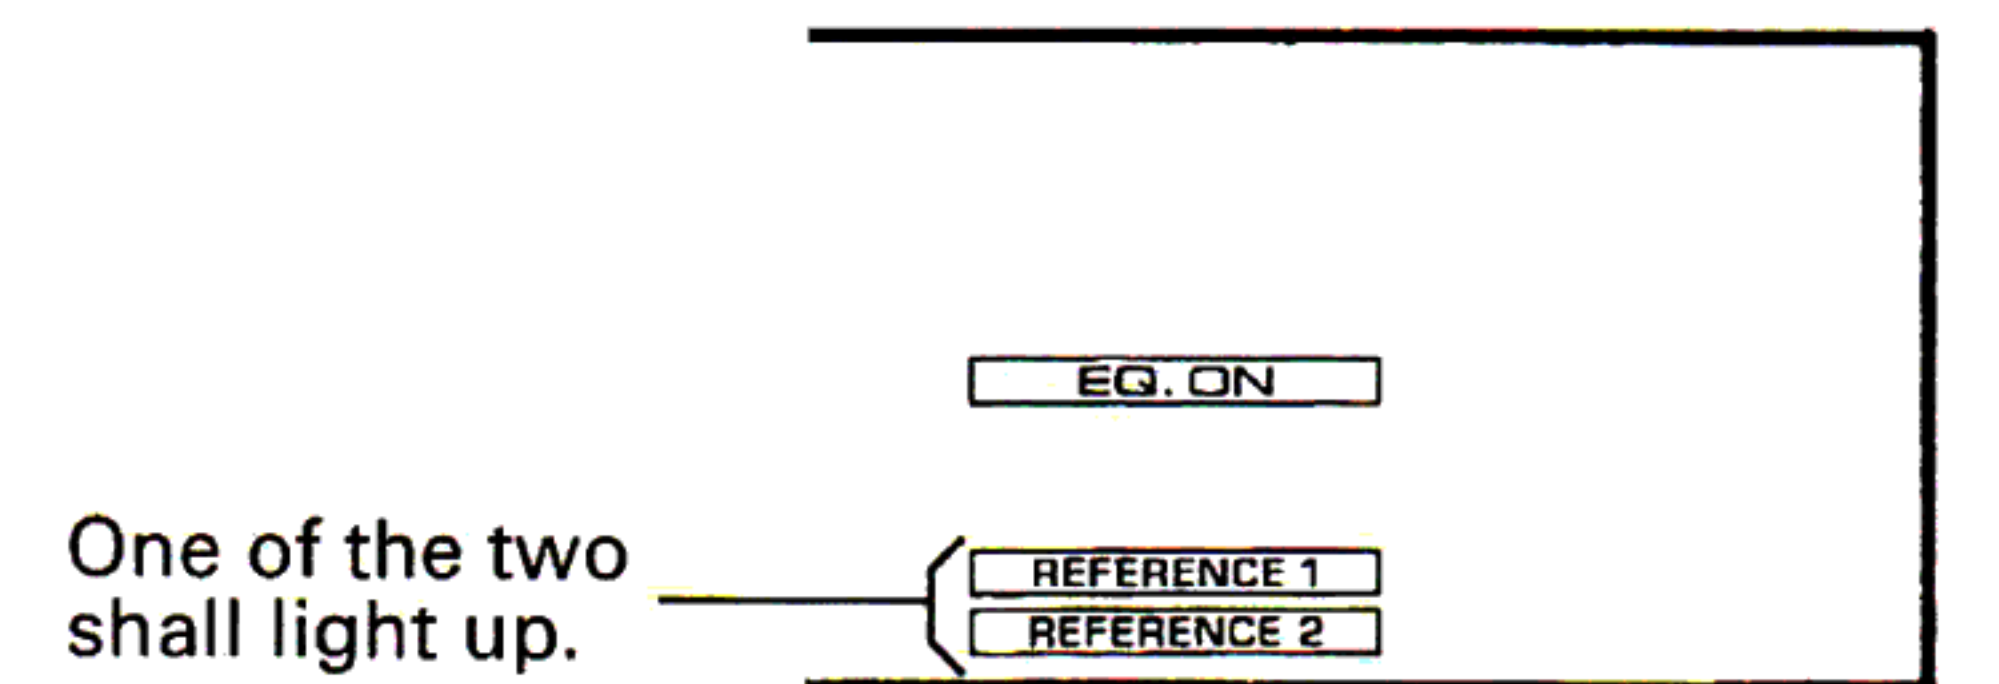 EQ. ON
One of the two
shall light up.
REFERENCE 1
REFERENCE 2